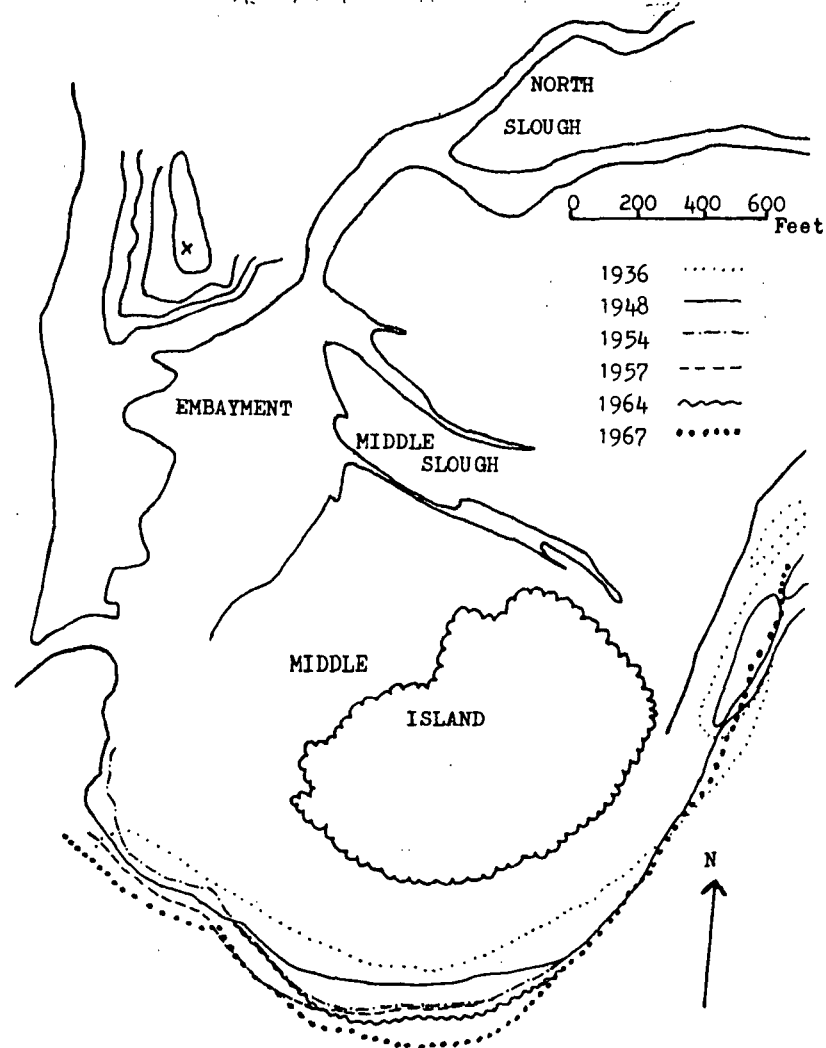 NORTH
SLOUGH
0 200 400 600
Feet
1936
1948
1954
1957
1964
1967
x
EMBAYMENT
MIDDLE
SLOUGH
MIDDLE
ISLAND
N